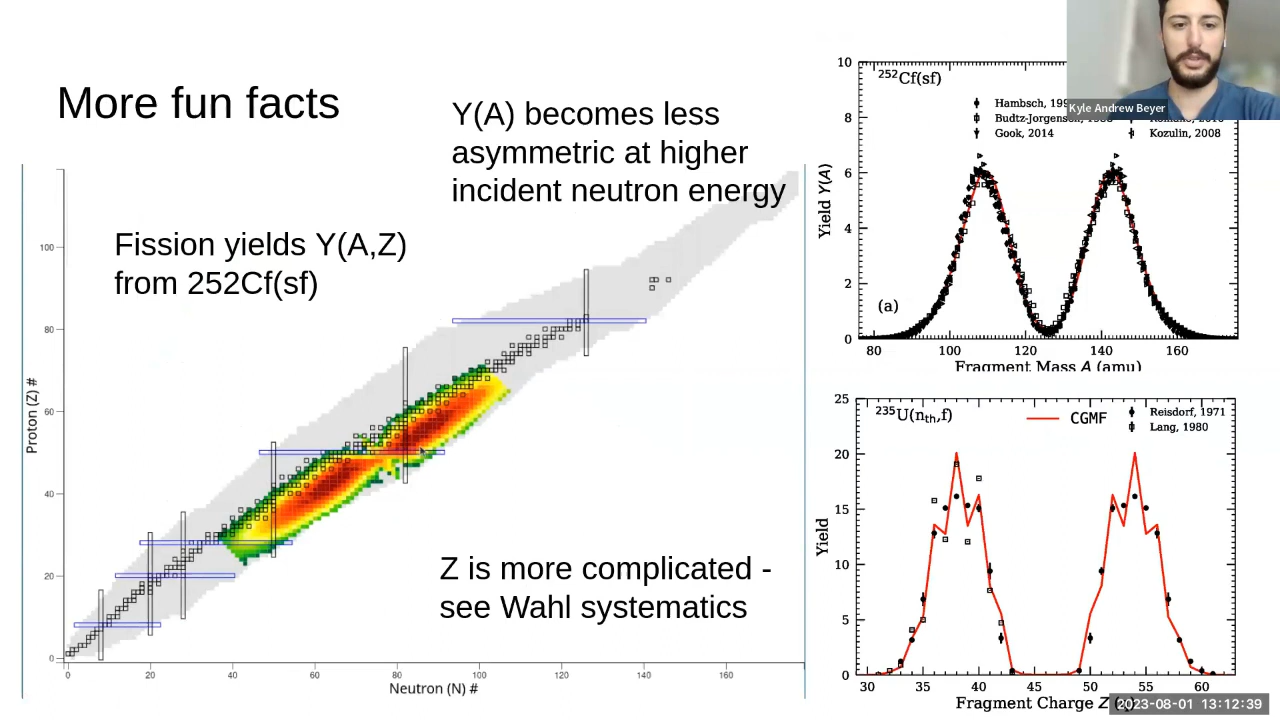 More fun facts
Y(A) becomes less
asymmetric at higher
incident neutron energy
Fission yields Y(A,Z)
from 252Cf(sf)
Z is more complicated -
see Wahl systematics
Proton (Z) #
100
80
60
40
20
0
0 20 40 60 80 100 120 140 160
Neutron (N) #
²⁵²Cf(sf)
Kyle Andrew Beyer
Hambsch, 199
Budtz-Jorgensen,
Gook, 2014
Kozulin, 2008
Yield Y(A)
10
8
6
4
2
0
(a)
80 100 120 140 160
Fragment Mass A (amu)
²³⁵U(nth,f)
CGMF
Reisdorf, 1971
Lang, 1980
Yield
25
20
15
10
5
0
30 35 40 45 50 55 60
Fragment Charge Z
2023-08-01 13:12:39